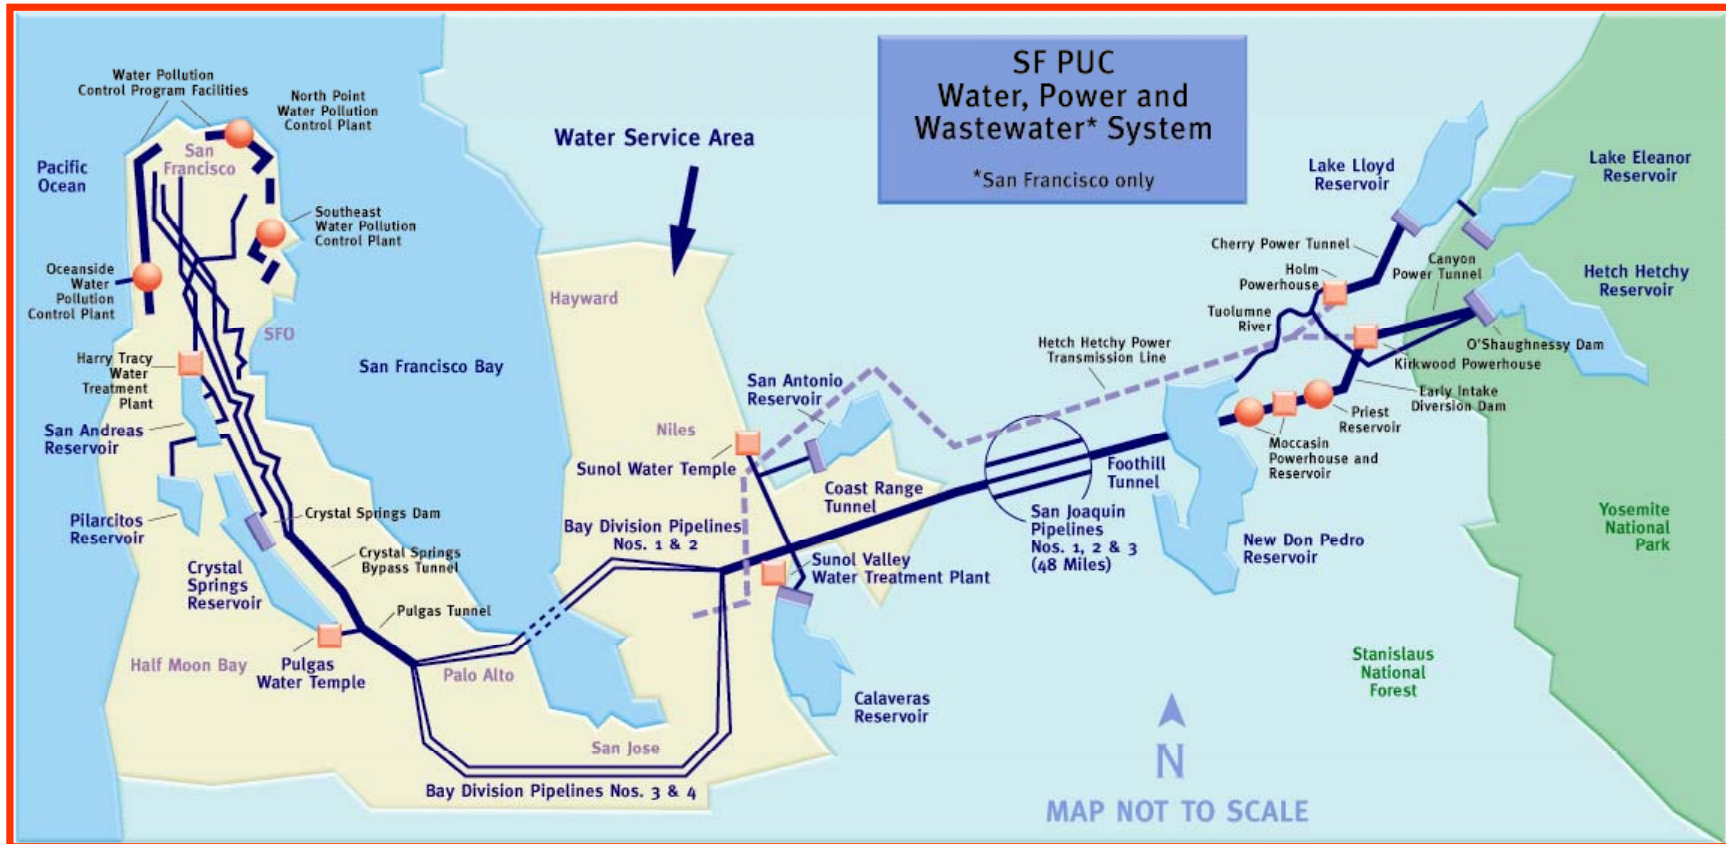 SF PUC
Water, Power and
Wastewater* System
*San Francisco only
Water Pollution
Control Program Facilities
North Point
Water Pollution
Control Plant
San
Francisco
Pacific
Ocean
Southeast
Water Pollution
Control Plant
Oceanside
Water
Pollution
Control Plant
SFO
Harry Tracy
Water
Treatment
Plant
San Francisco Bay
San Andreas
Reservoir
Pilarcitos
Reservoir
Crystal Springs Dam
Crystal Springs
Bypass Tunnel
Crystal
Springs
Reservoir
Pulgas Tunnel
Half Moon Bay
Pulgas
Water Temple
Palo Alto
Water Service Area
Hayward
Niles
Sunol Water Temple
San Antonio
Reservoir
Coast Range
Tunnel
Bay Division Pipelines
Nos. 1 & 2
Sunol Valley
Water Treatment Plant
Calaveras
Reservoir
San Jose
Bay Division Pipelines Nos. 3 & 4
Hetch Hetchy Power
Transmission Line
San Joaquin
Pipelines
Nos. 1, 2 & 3
(48 Miles)
Foothill
Tunnel
Lake Lloyd
Reservoir
Lake Eleanor
Reservoir
Cherry Power Tunnel
Holm
Powerhouse
Canyon
Power Tunnel
Hetch Hetchy
Reservoir
Tuolumne
River
O'Shaughnessy Dam
Kirkwood Powerhouse
Early Intake
Diversion Dam
Priest
Reservoir
Moccasin
Powerhouse and
Reservoir
New Don Pedro
Reservoir
Yosemite
National
Park
Stanislaus
National
Forest
N
MAP NOT TO SCALE